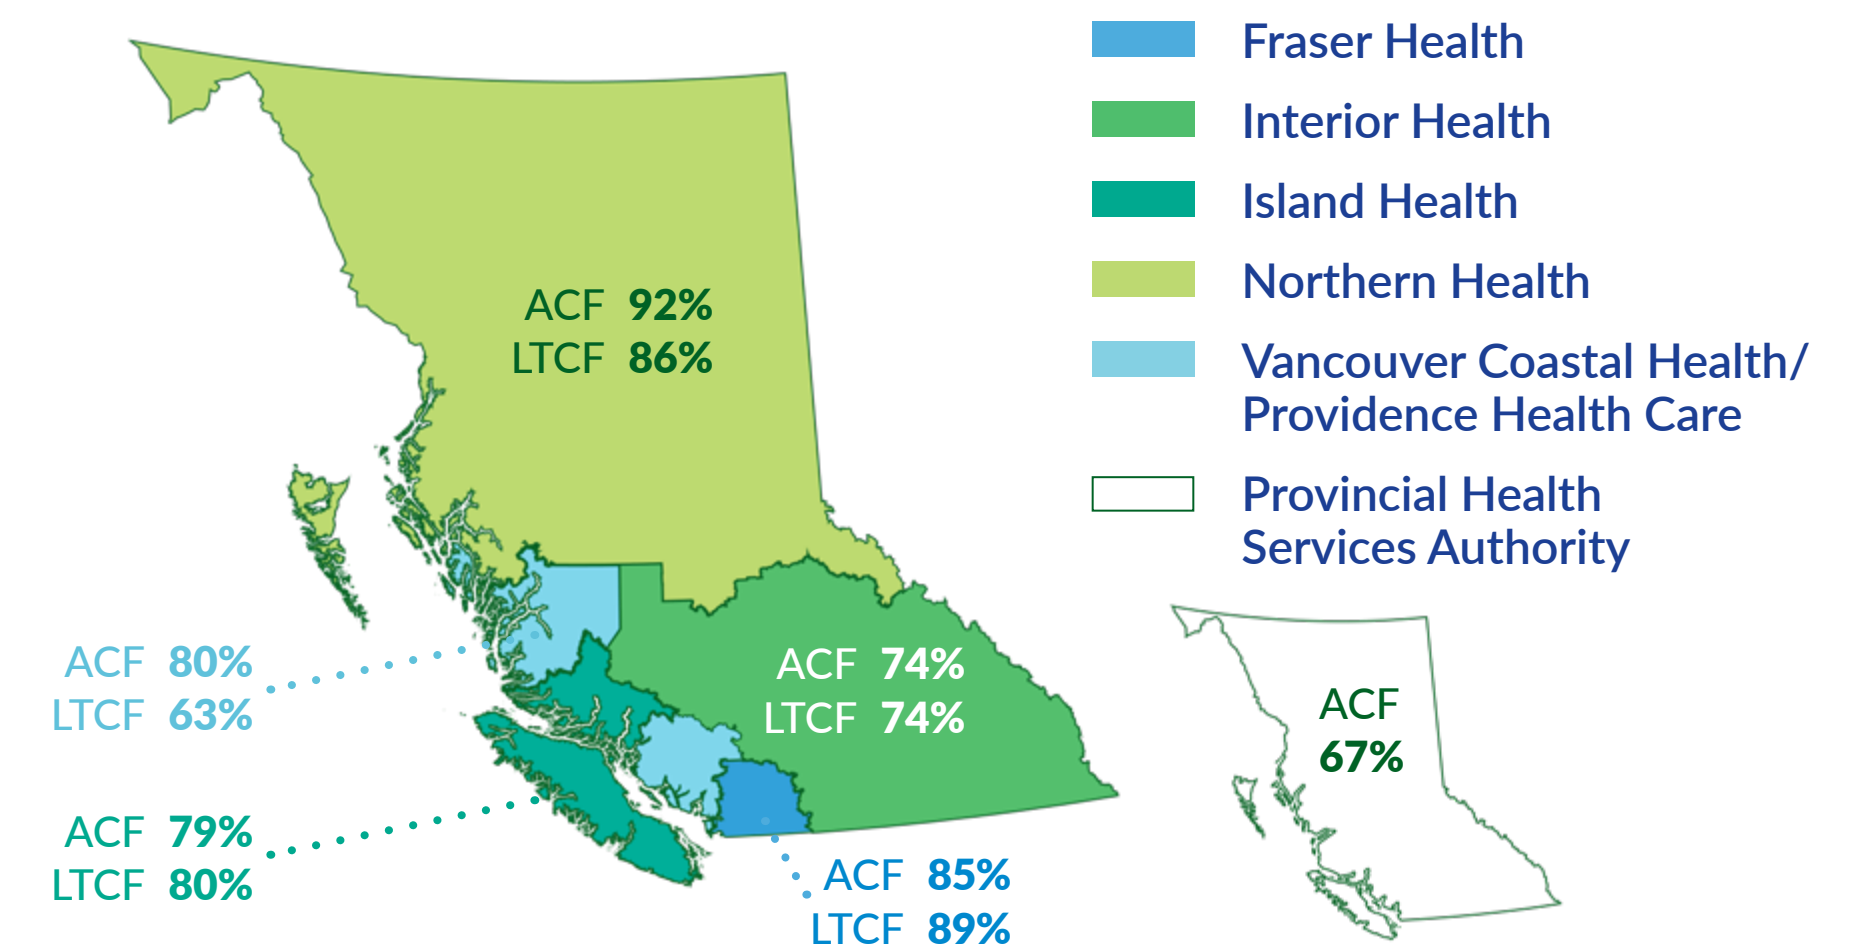 Fraser Health
Interior Health
Island Health
Northern Health
Vancouver Coastal Health/
Providence Health Care
Provincial Health
Services Authority
ACF 92%
LTCF 86%
ACF 80%
LTCF 63%
ACF 74%
LTCF 74%
ACF 79%
LTCF 80%
ACF 85%
LTCF 89%
ACF
67%